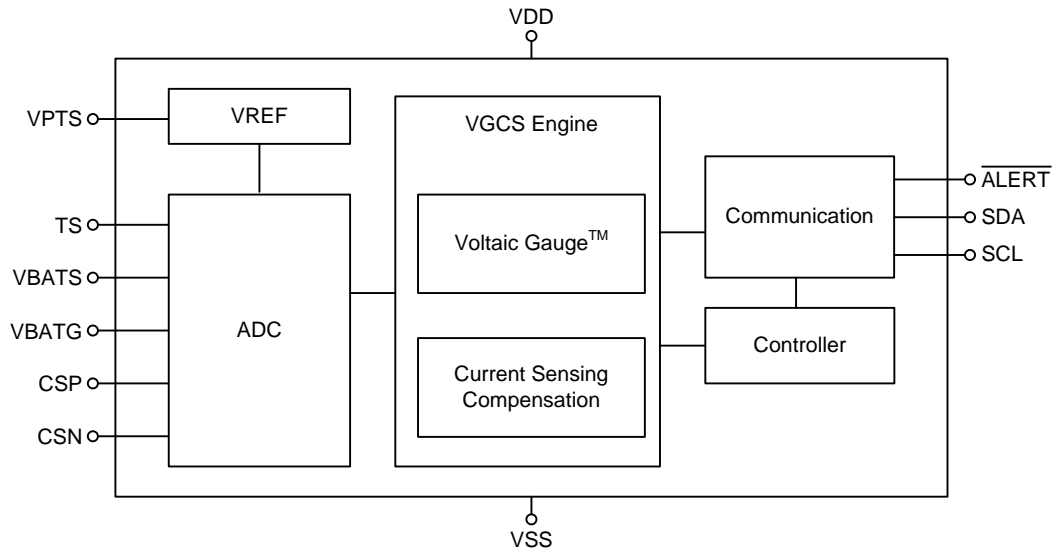 VDD
VPTS
VREF
VGCS Engine
ALERT
TS
Communication
SDA
Voltaic Gauge™
SCL
VBATS
VBATG
ADC
Controller
CSP
Current Sensing
Compensation
CSN
VSS